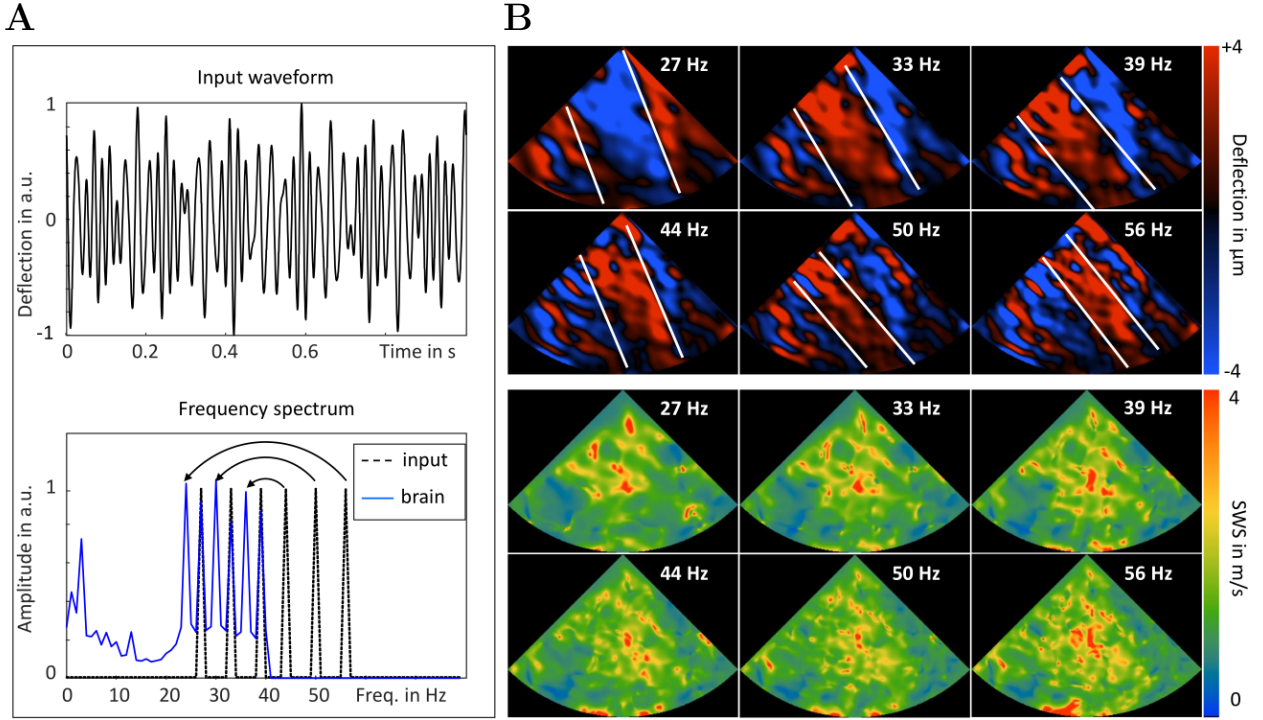 A
Input waveform
Deflection in a.u.
1
0
-1
0 0.2 0.4 0.6 Time in s
Frequency spectrum
input
brain
Amplitude in a.u.
1
0
0 10 20 30 40 50 Freq. in Hz
B
27 Hz 33 Hz 39 Hz
44 Hz 50 Hz 56 Hz
+4
Deflection in µm
-4
27 Hz 33 Hz 39 Hz
44 Hz 50 Hz 56 Hz
4
SWS in m/s
0